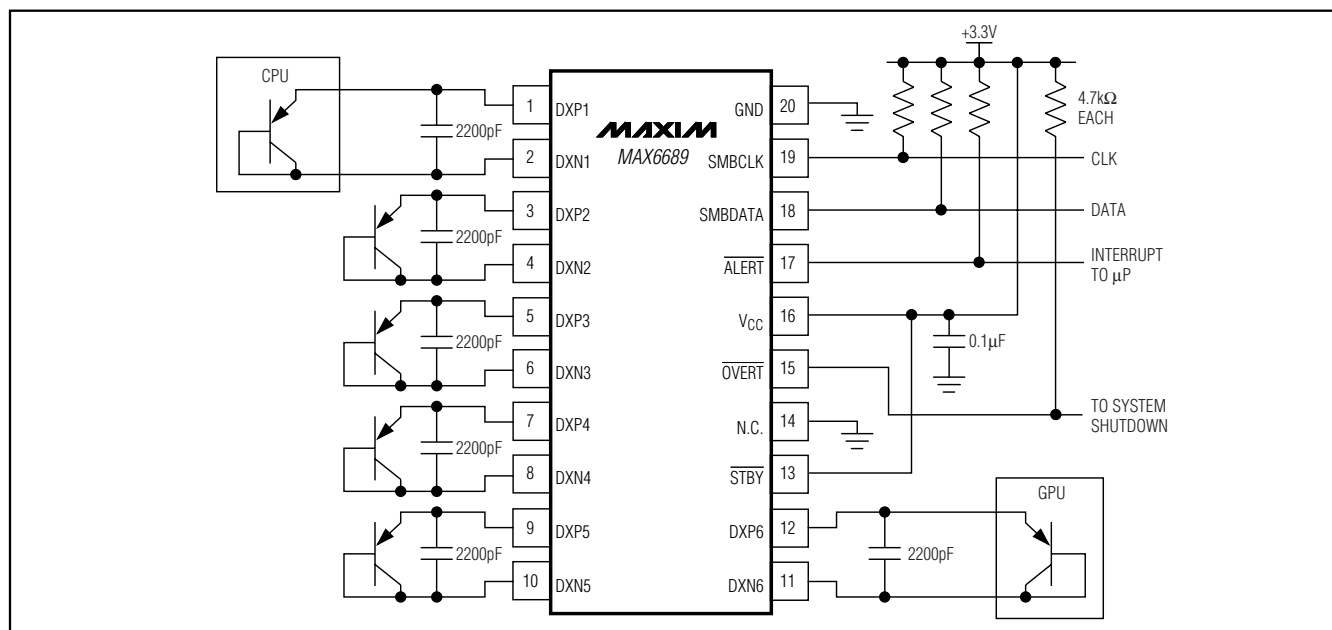 +3.3V
CPU
4.7kΩ
EACH
2200pF
1
DXP1
MAXIM
MAX6689
GND
20
2
DXN1
SMBCLK
19
CLK
2200pF
3
DXP2
SMBDATA
18
DATA
4
DXN2
ALERT
17
INTERRUPT
TO µP
2200pF
5
DXP3
VCC
16
0.1µF
6
DXN3
OVERT
15
2200pF
7
DXP4
N.C.
14
TO SYSTEM
SHUTDOWN
8
DXN4
STBY
13
GPU
2200pF
9
DXP5
DXP6
12
2200pF
10
DXN5
DXN6
11